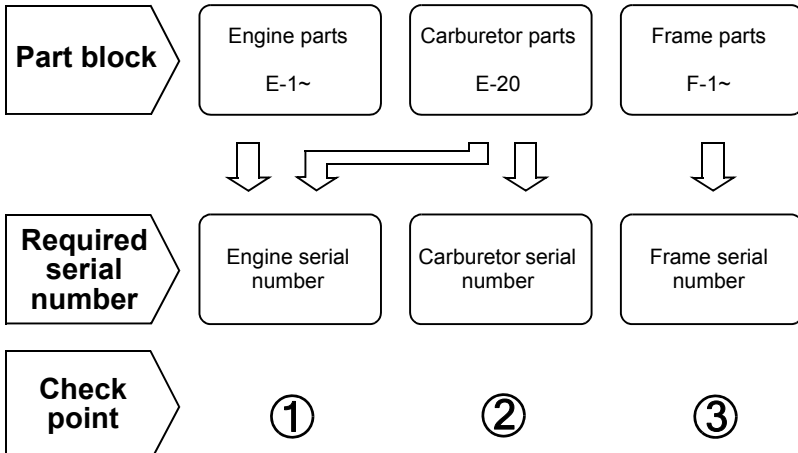 Part block
Engine parts
E-1~
Carburetor parts
E-20
Frame parts
F-1~
Required
serial
number
Engine serial
number
Carburetor serial
number
Frame serial
number
Check
point
①
②
③